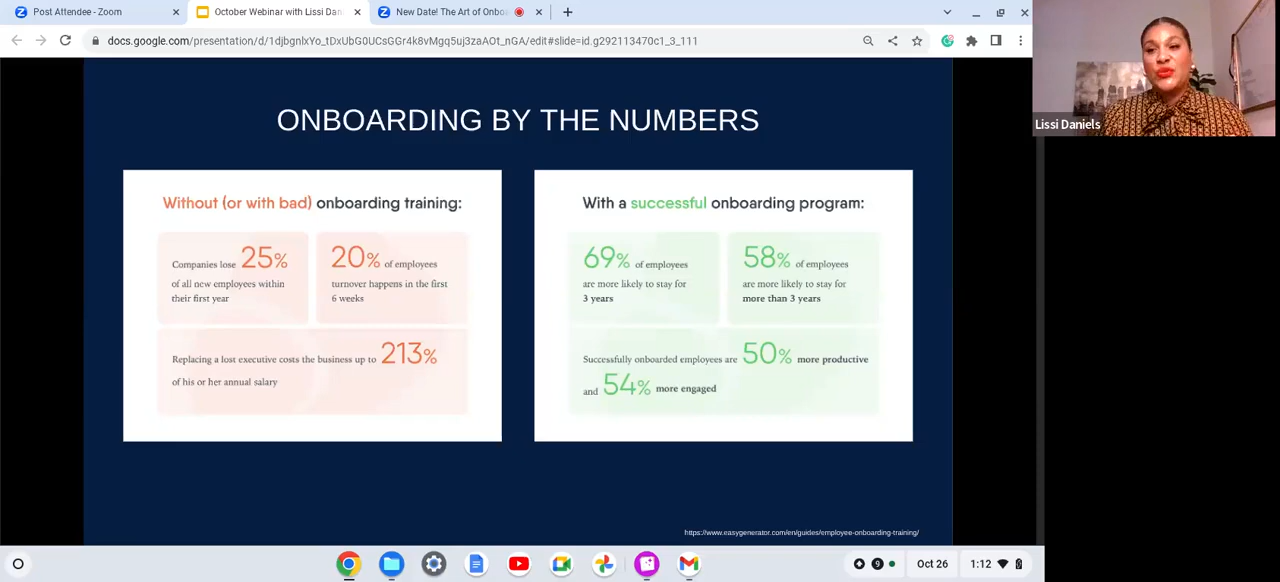 Post Attendee - Zoom
October Webinar with Lissi Dani
New Date! The Art of Onbo
docs.google.com/presentation/d/1djbgnlxYo_tDxUbG0UCsGGr4k8vMgq5uj3zaAOt_nGA/edit#slide=id.g292113470c1_3_111
Lissi Daniels
ONBOARDING BY THE NUMBERS
Without (or with bad) onboarding training:
Companies lose 25%
of all new employees within
their first year
20% of employees
turnover happens in the first
6 weeks
Replacing a lost executive costs the business up to 213%
of his or her annual salary
With a successful onboarding program:
69% of employees
are more likely to stay for
3 years
58% of employees
are more likely to stay for
more than 3 years
Successfully onboarded employees are 50% more productive
and 54% more engaged
https://www.easygenerator.com/en/guides/employee-onboarding-training/
9
Oct 26
1:12